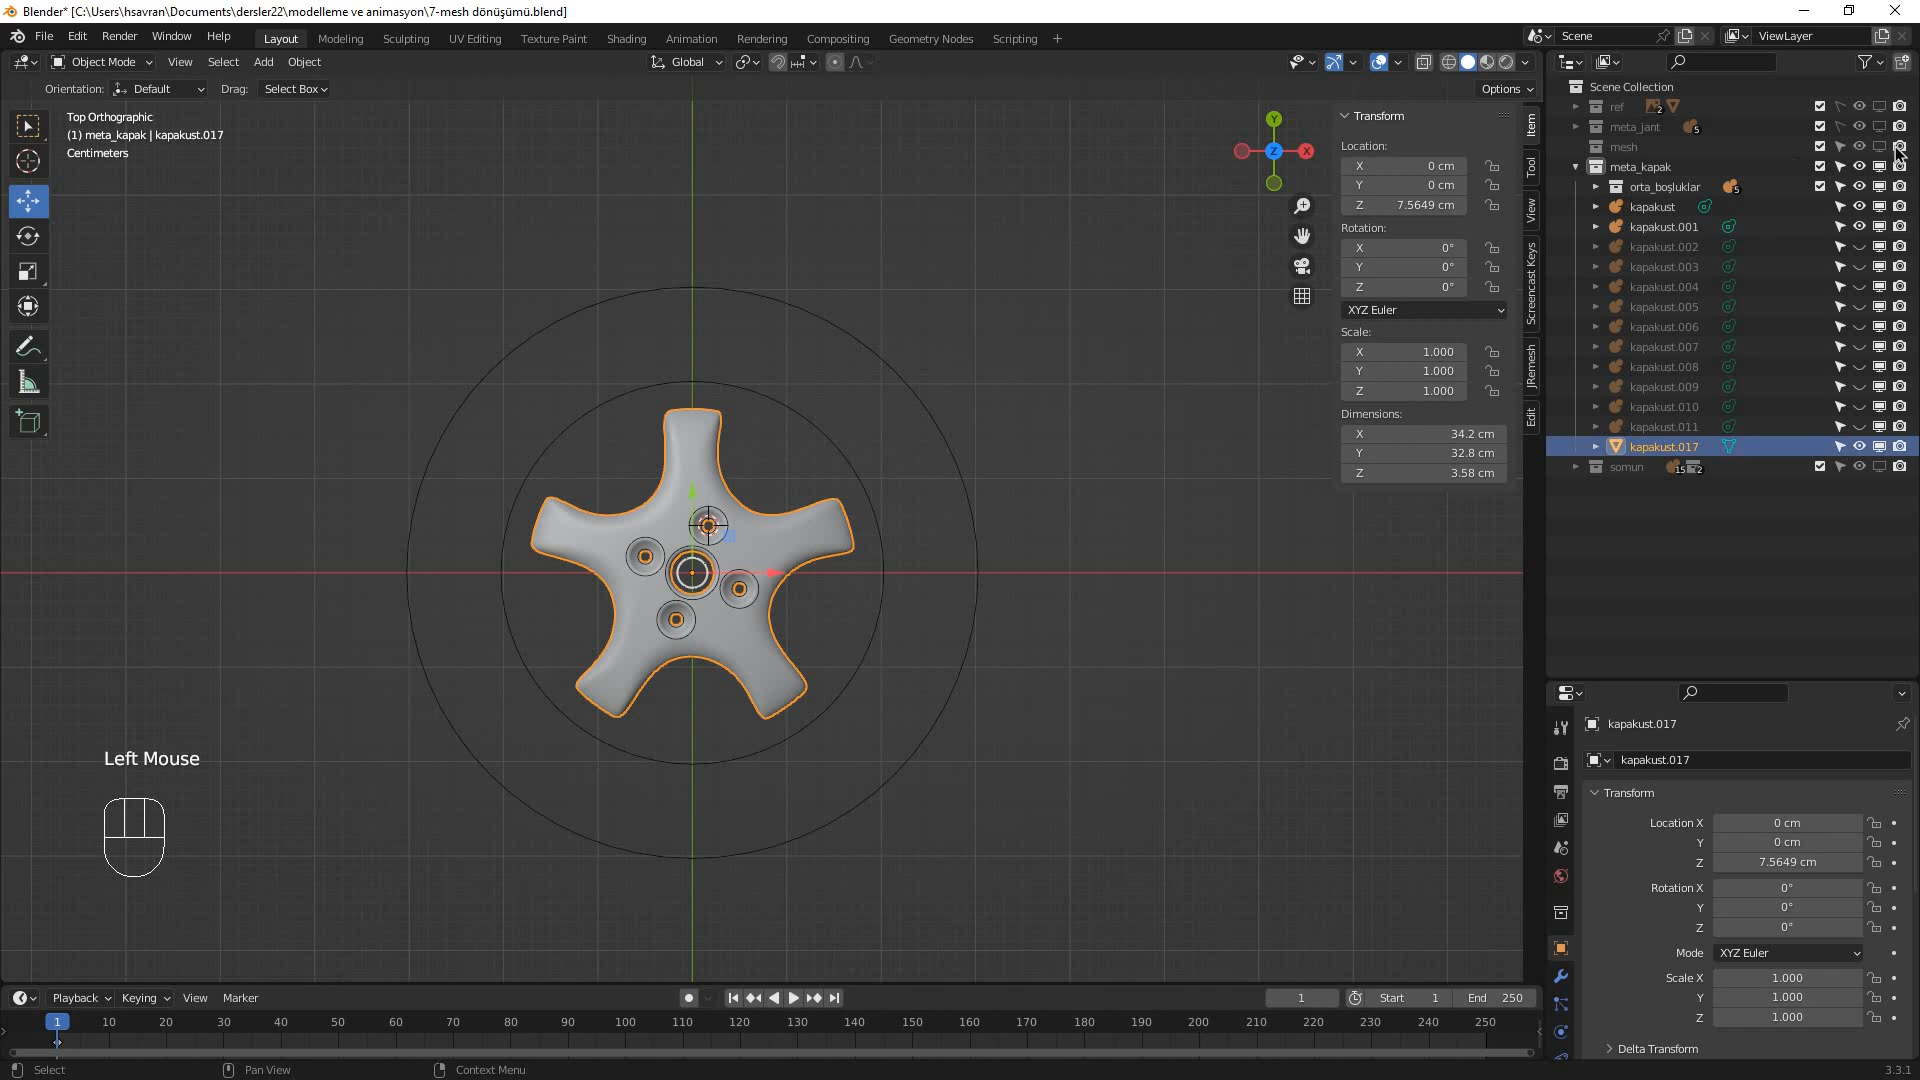 Blender* [C:\Users\hsavran\Documents\dersler22\modelleme ve animasyon\7-mesh dönüşümü.blend]
File Edit Render Window Help Layout Modeling Sculpting UV Editing Texture Paint Shading Animation Rendering Compositing Geometry Nodes Scripting + Scene ViewLayer
Object Mode View Select Add Object Global
Orientation: Default Drag: Select Box Options
Top Orthographic
(1) meta_kapak | kapakust.017
Centimeters
Y
X
Z
Transform
Location:
X 0 cm
Y 0 cm
Z 7.5649 cm
Rotation:
X 0°
Y 0°
Z 0°
XYZ Euler
Scale:
X 1.000
Y 1.000
Z 1.000
Dimensions:
X 34.2 cm
Y 32.8 cm
Z 3.58 cm
Item
Tool
View
Screencast Keys
JRemesh
Edit
Scene Collection
ref 2
meta_jant 5
mesh
meta_kapak
orta_boşluklar 5
kapakust
kapakust.001
kapakust.002
kapakust.003
kapakust.004
kapakust.005
kapakust.006
kapakust.007
kapakust.008
kapakust.009
kapakust.010
kapakust.011
kapakust.017
somun 15 2
kapakust.017
kapakust.017
Transform
Location X 0 cm
Y 0 cm
Z 7.5649 cm
Rotation X 0°
Y 0°
Z 0°
Mode XYZ Euler
Scale X 1.000
Y 1.000
Z 1.000
Delta Transform
Left Mouse
Playback Keying View Marker 1 Start 1 End 250
1 10 20 30 40 50 60 70 80 90 100 110 120 130 140 150 160 170 180 190 200 210 220 230 240 250
Select Pan View Context Menu 3.3.1